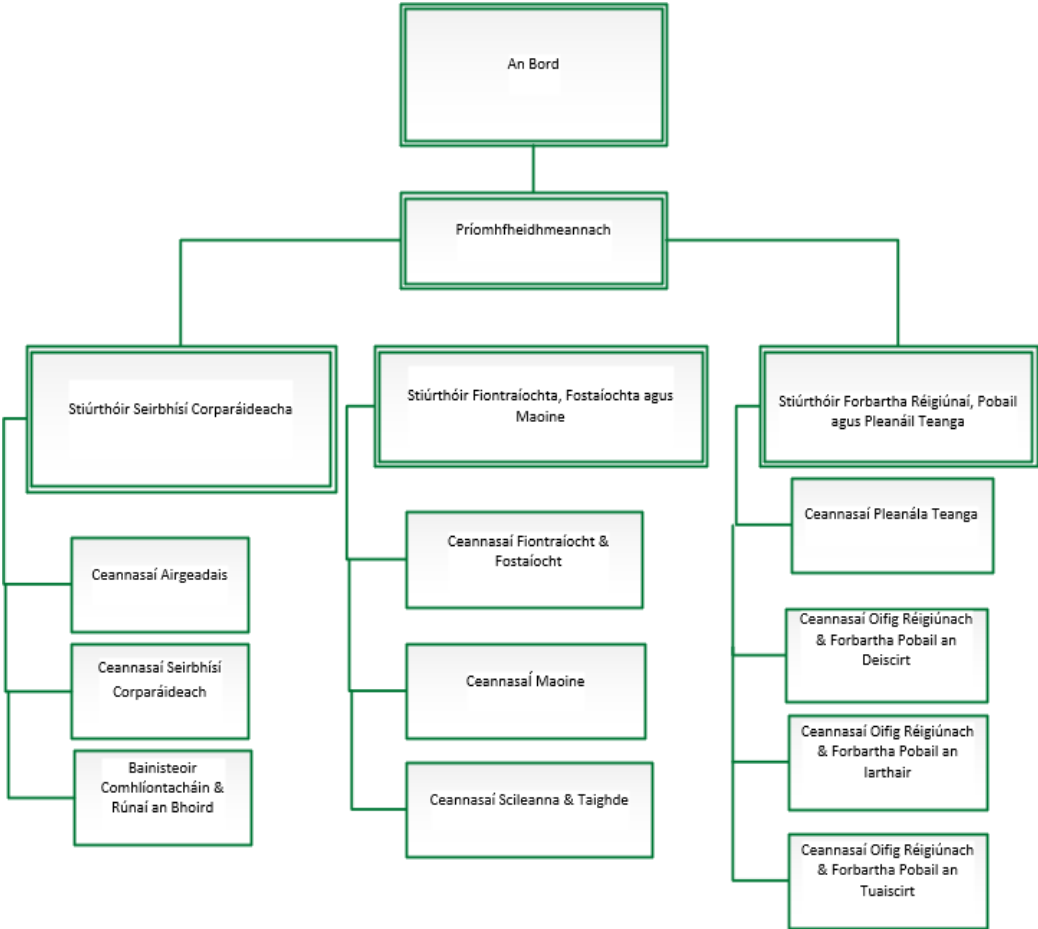 An Bord
Príomhfheidhmeannach
Stiúrthóir Seirbhísí Corparáideacha
Stiúrthóir Fiontraíochta, Fostaíochta agus
Maoine
Stiúrthóir Forbartha Réigiúnaí, Pobail
agus Pleanáil Teanga
Ceannasaí Airgeadais
Ceannasaí Seirbhísí
Corparáideach
Bainisteoir
Comhlíontacháin &
Rúnaí an Bhoird
Ceannasaí Fiontraíocht &
Fostaíocht
CeannasaÍ Maoine
Ceannasaí Scileanna & Taighde
Ceannasaí Pleanála Teanga
Ceannasaí Oifig Réigiúnach
& Forbartha Pobail an
Deiscirt
Ceannasaí Oifig Réigiúnach
& Forbartha Pobail an
Iarthair
Ceannasaí Oifig Réigiúnach
& Forbartha Pobail an
Tuaiscirt